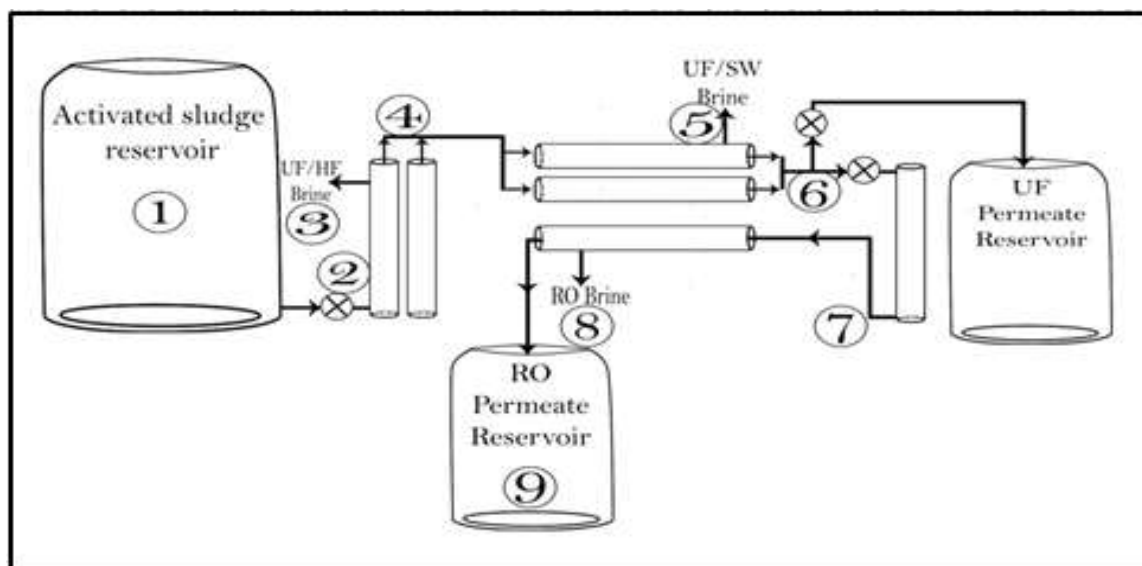 Activated sludge
reservoir
1
2
UF/HF
Brine
3
4
UF/SW
Brine
5
6
UF
Permeate
Reservoir
7
RO Brine
8
RO
Permeate
Reservoir
9